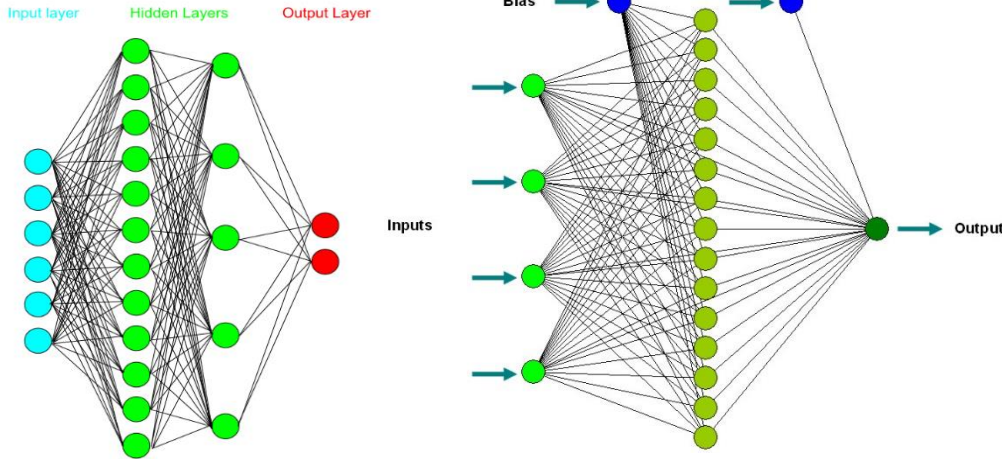 Input layer
Hidden Layers
Output Layer
Bias
Inputs
Output